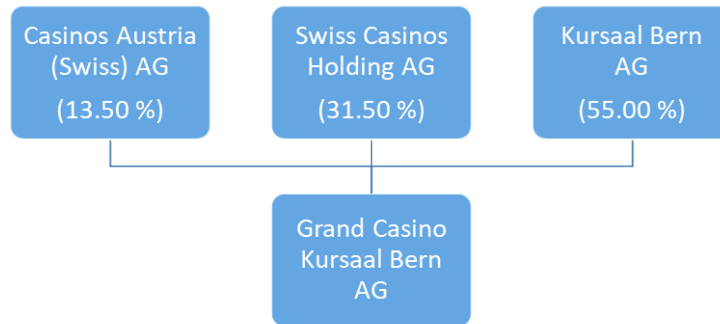 Casinos Austria
(Swiss) AG
(13.50 %)
Swiss Casinos
Holding AG
(31.50 %)
Kursaal Bern
AG
(55.00 %)
Grand Casino
Kursaal Bern
AG